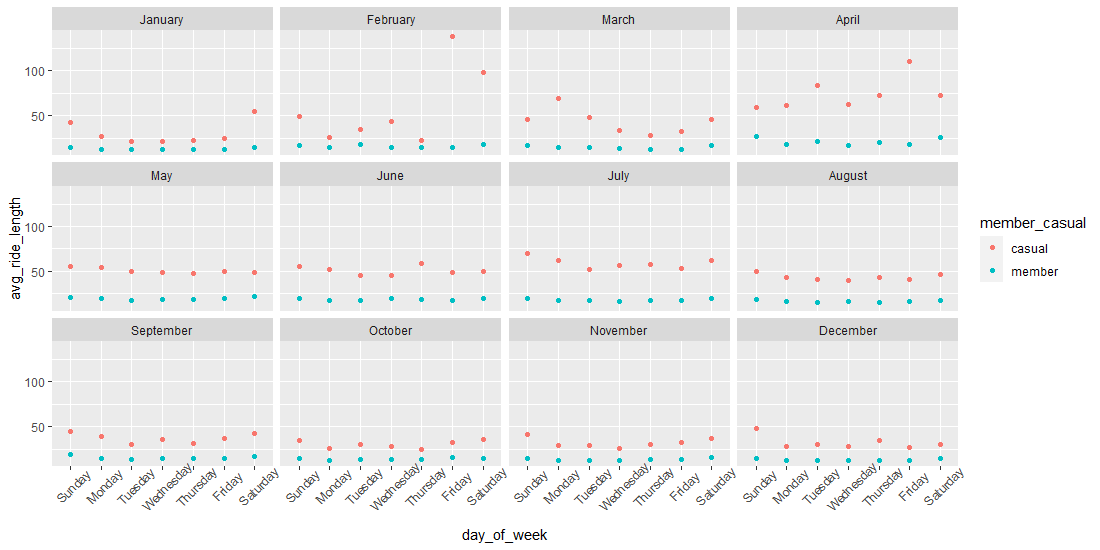 January
February
March
April
100
50
May
June
July
August
100
50
September
October
November
December
100
50
Sunday
Monday
Tuesday
Wednesday
Thursday
Friday
Saturday
Sunday
Monday
Tuesday
Wednesday
Thursday
Friday
Saturday
Sunday
Monday
Tuesday
Wednesday
Thursday
Friday
Saturday
Sunday
Monday
Tuesday
Wednesday
Thursday
Friday
Saturday
day_of_week
avg_ride_length
member_casual
casual
member